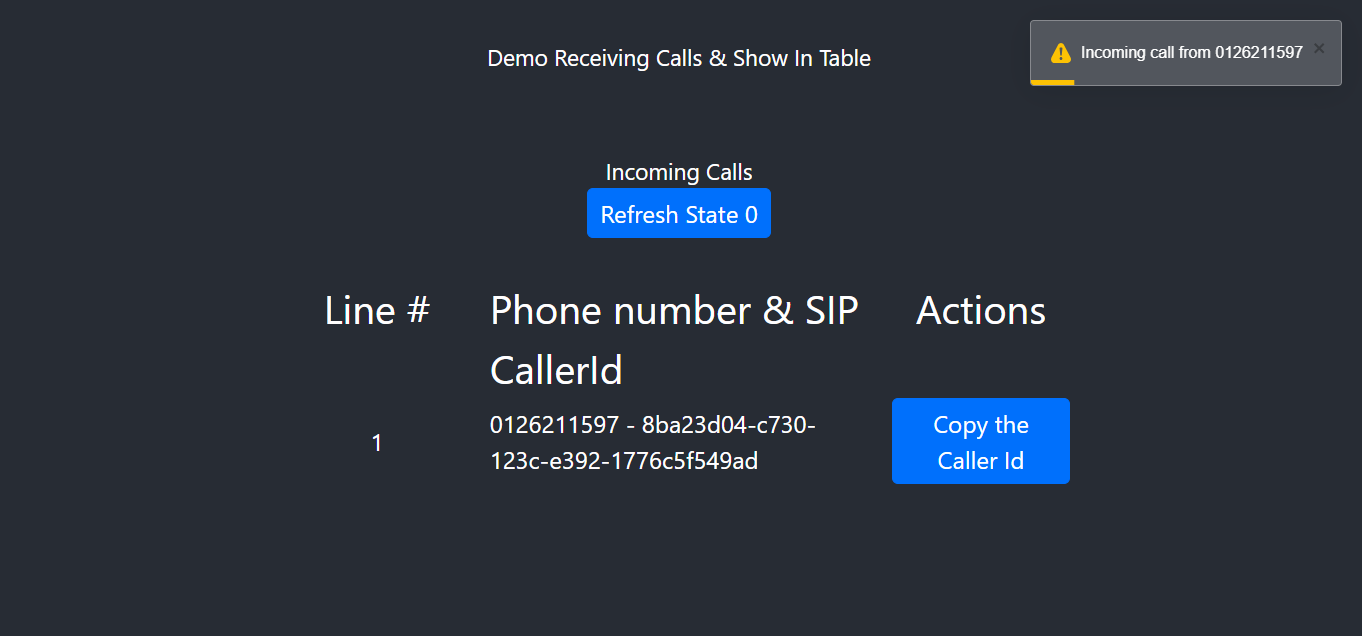 Demo Receiving Calls & Show In Table
Incoming call from 0126211597 ×
Incoming Calls
Refresh State 0
Line #
Phone number & SIP
CallerId
Actions
1
0126211597 - 8ba23d04-c730-
123c-e392-1776c5f549ad
Copy the
Caller Id